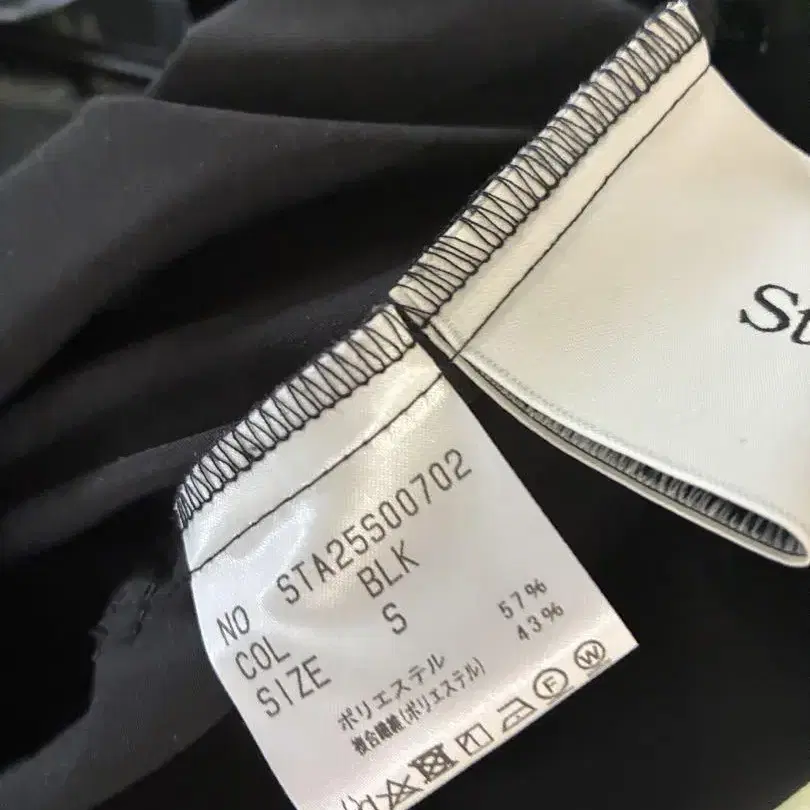 St
NO STA25S00702
COL BLK
SIZE S
ポリエステル 57%
複合繊維(ポリエステル) 43%
F W